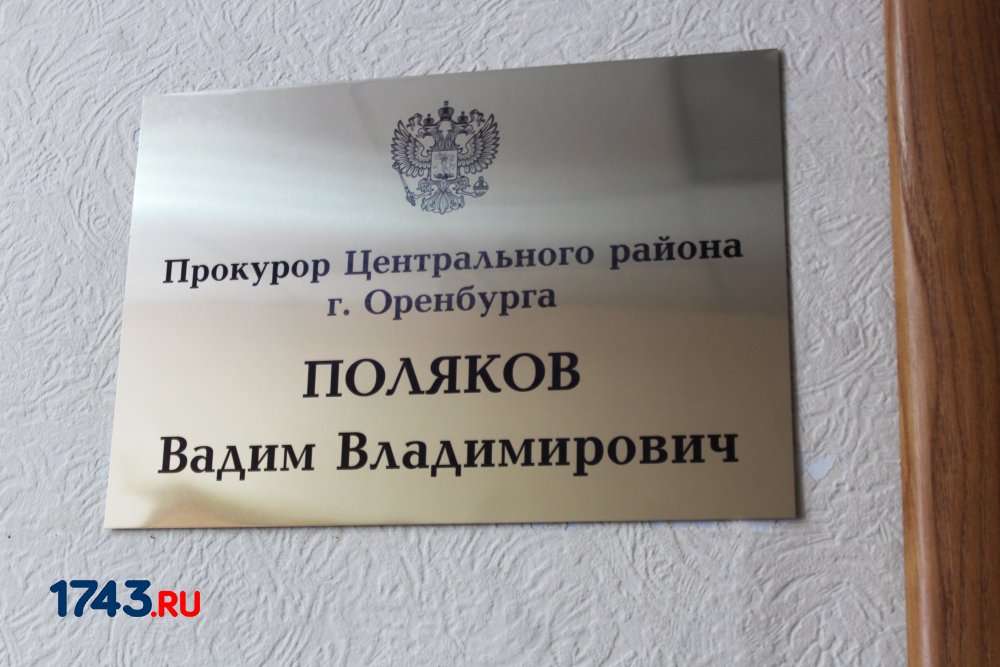 Прокурор Центрального района
г. Оренбурга
ПОЛЯКОВ
Вадим Владимирович
1743.RU